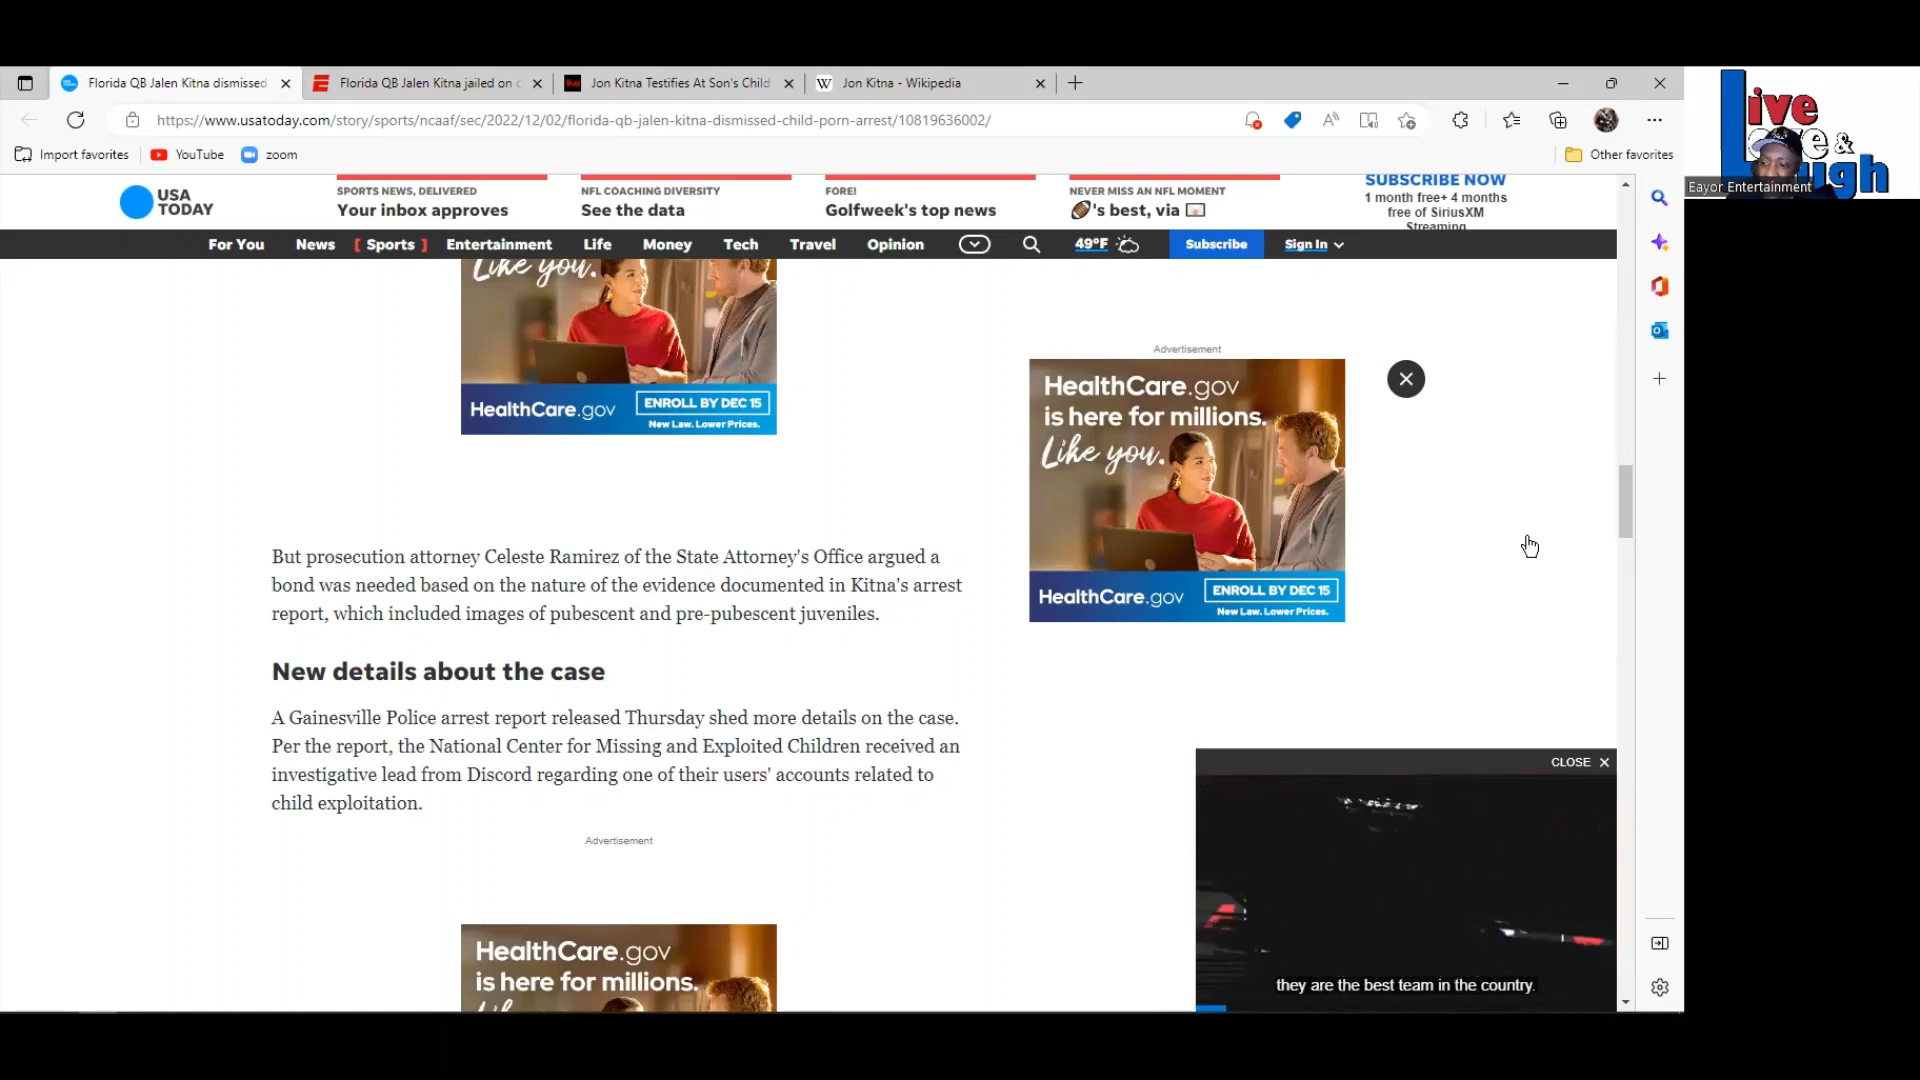 Florida QB Jalen Kitna dismissed
Florida QB Jalen Kitna jailed on c
Jon Kitna Testifies At Son's Child
Jon Kitna - Wikipedia
https://www.usatoday.com/story/sports/ncaaf/sec/2022/12/02/florida-qb-jalen-kitna-dismissed-child-porn-arrest/10819636002/
Import favorites
YouTube
zoom
Other favorites
Live
Love &
Laugh
Eayor Entertainment
USA
TODAY
SPORTS NEWS, DELIVERED
Your inbox approves
NFL COACHING DIVERSITY
See the data
FORE!
Golfweek's top news
NEVER MISS AN NFL MOMENT
🏈's best, via 💌
SUBSCRIBE NOW
1 month free+ 4 months
free of SiriusXM
Streaming
For You News [ Sports ] Entertainment Life Money Tech Travel Opinion 49°F Subscribe Sign In
Like you.
HealthCare.gov
ENROLL BY DEC 15
New Law. Lower Prices.
Advertisement
HealthCare.gov
is here for millions.
Like you.
HealthCare.gov
ENROLL BY DEC 15
New Law. Lower Prices.
But prosecution attorney Celeste Ramirez of the State Attorney's Office argued a
bond was needed based on the nature of the evidence documented in Kitna's arrest
report, which included images of pubescent and pre-pubescent juveniles.
New details about the case
A Gainesville Police arrest report released Thursday shed more details on the case.
Per the report, the National Center for Missing and Exploited Children received an
investigative lead from Discord regarding one of their users' accounts related to
child exploitation.
Advertisement
HealthCare.gov
is here for millions.
CLOSE X
they are the best team in the country.